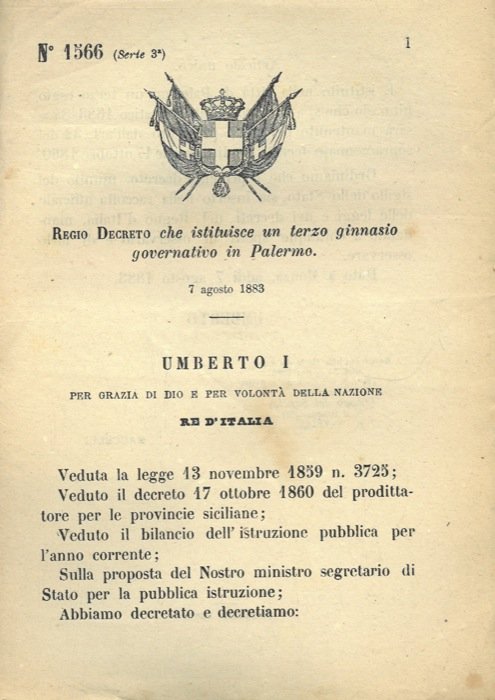 N° 1566 (Serie 3ª)
1
REGIO DECRETO che istituisce un terzo ginnasio
governativo in Palermo.
7 agosto 1883
UMBERTO I
PER GRAZIA DI DIO E PER VOLONTÀ DELLA NAZIONE
RE D'ITALIA
Veduta la legge 13 novembre 1859 n. 3725;
Veduto il decreto 17 ottobre 1860 del proditta-
tore per le provincie siciliane;
Veduto il bilancio dell'istruzione pubblica per
l'anno corrente;
Sulla proposta del Nostro ministro segretario di
Stato per la pubblica istruzione;
Abbiamo decretato e decretiamo: